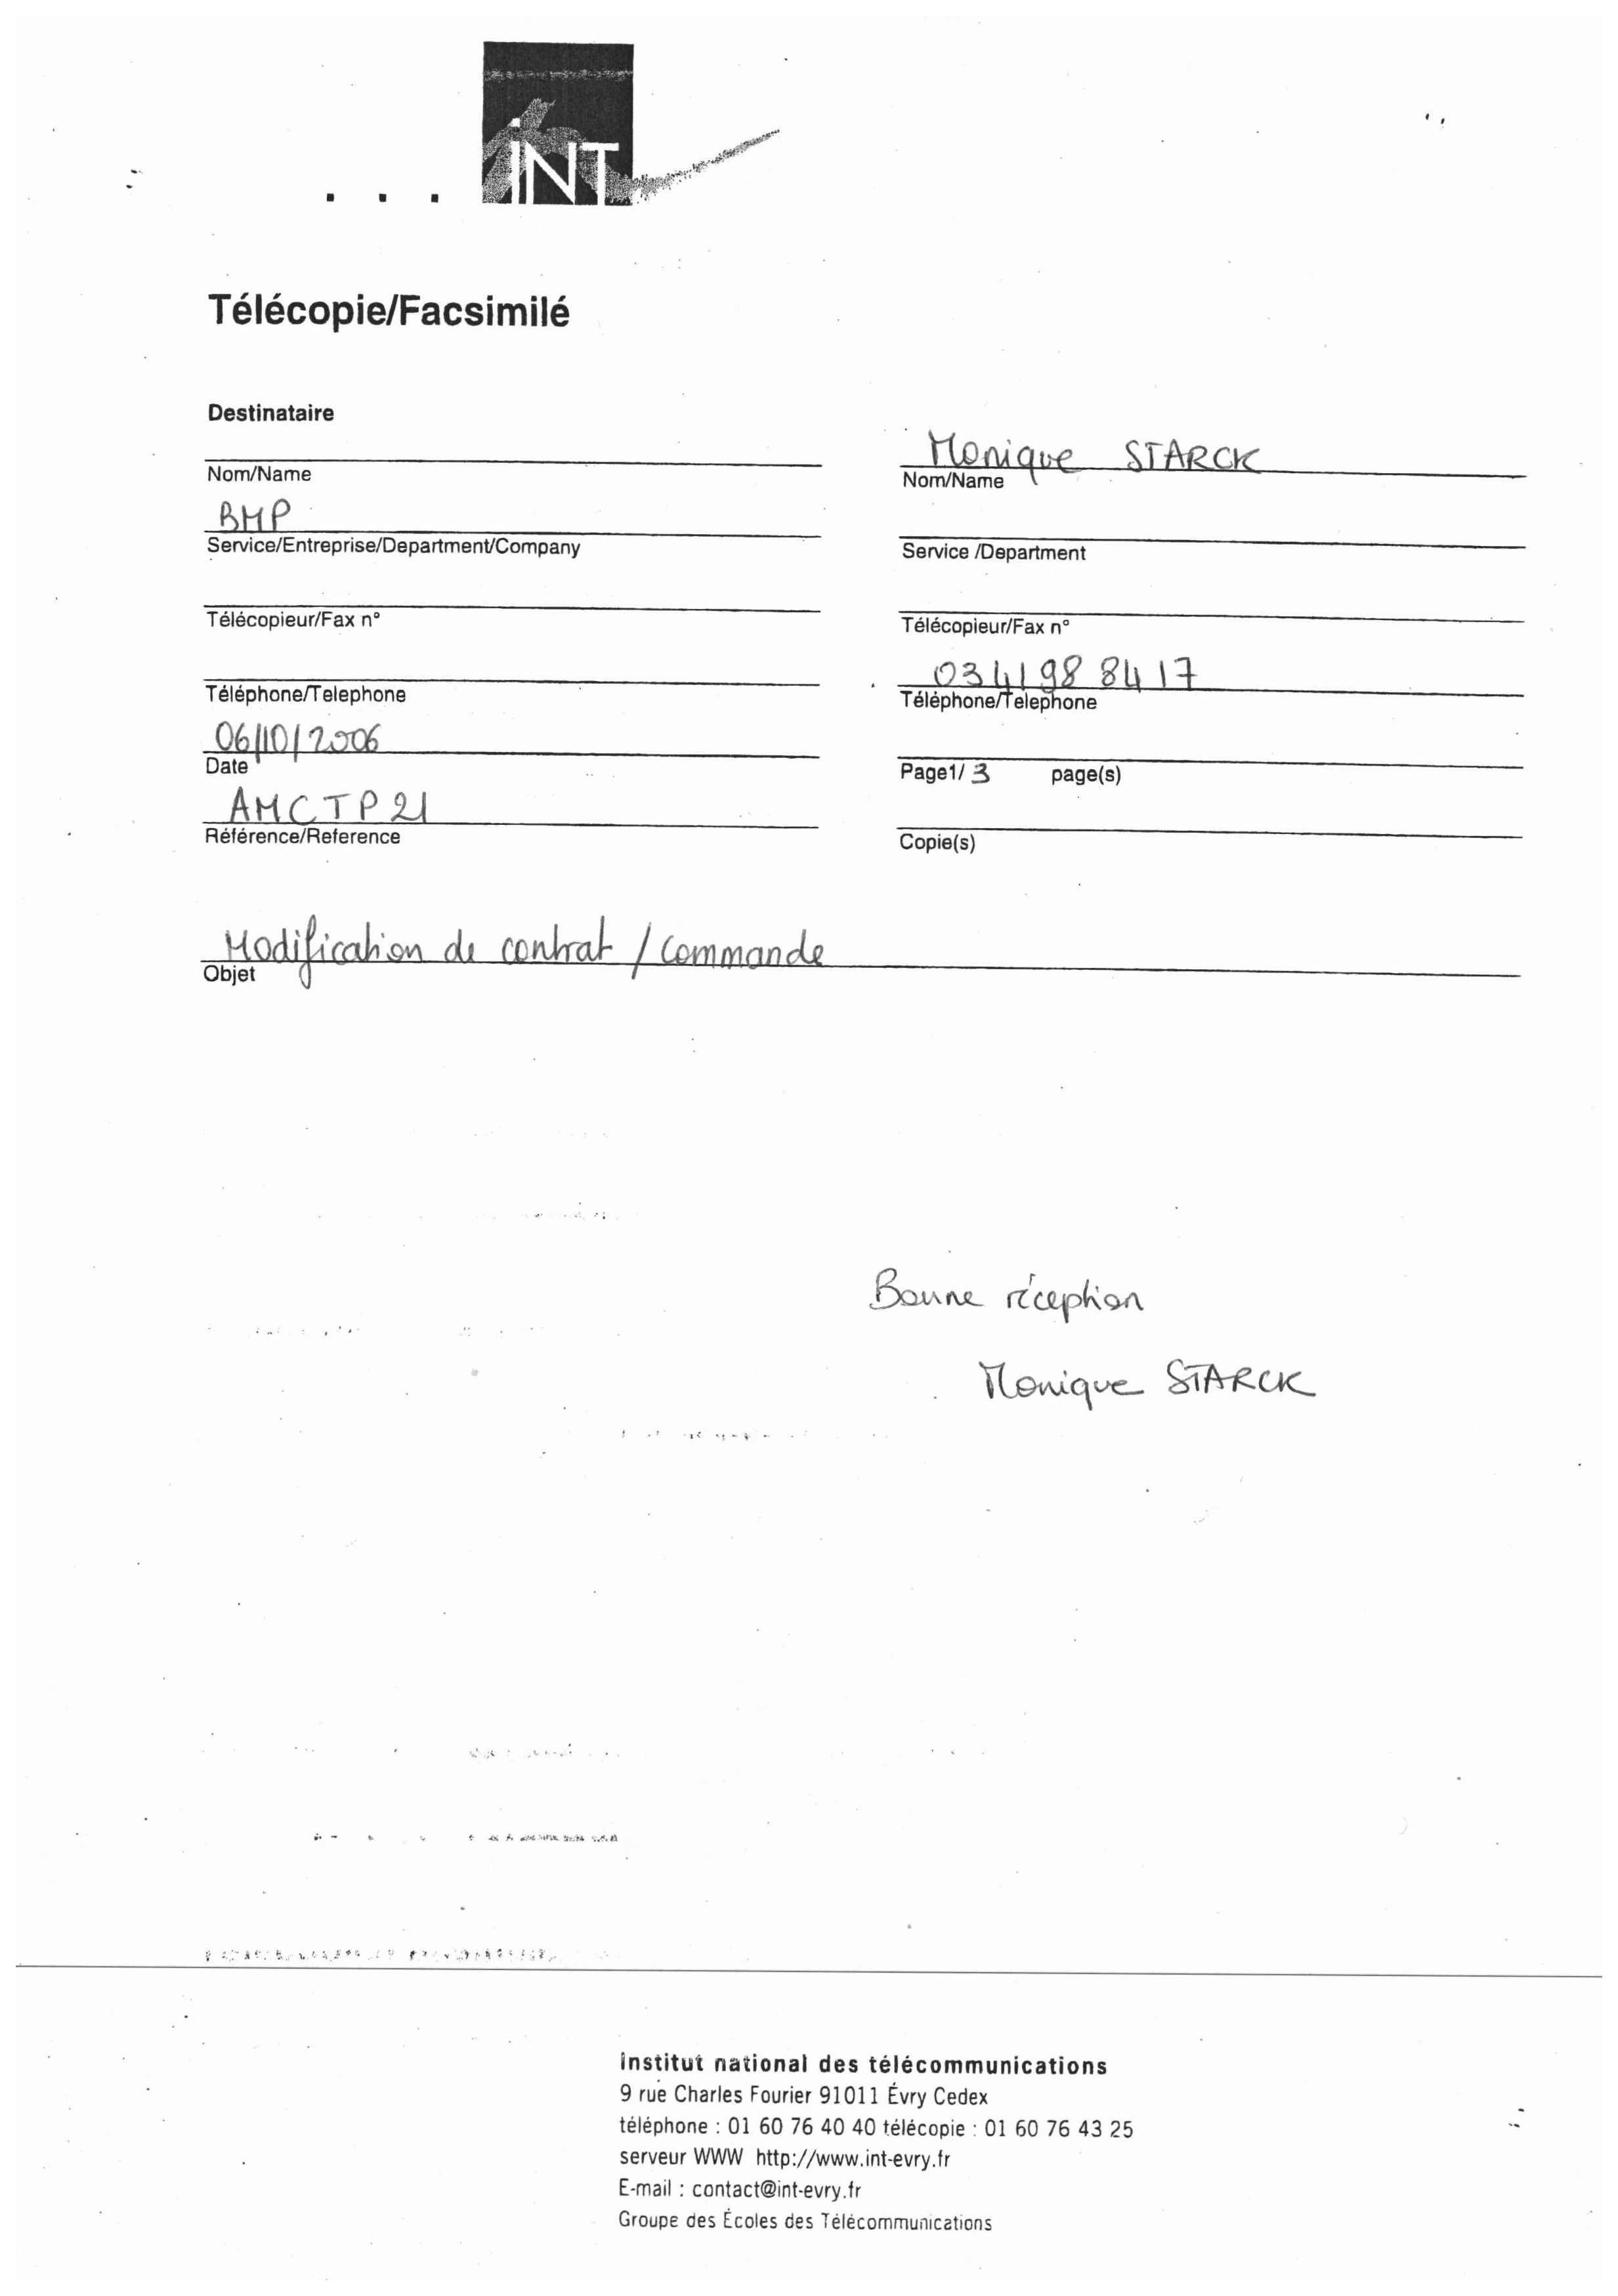 iNT
Télécopie/Facsimilé
Destinataire
Monique STARCK
Nom/Name
Nom/Name
BMP
Service/Entreprise/Department/Company
Service /Department
Télécopieur/Fax n°
Télécopieur/Fax n°
03 41 98 84 17
Téléphone/Telephone
Téléphone/Telephone
06/10/2006
Date
Page1/ 3 page(s)
AMCTP21
Référence/Reference
Copie(s)
Modification de contrat / commande
Objet
Bonne réception
Monique STARCK
institut national des télécommunications
9 rue Charles Fourier 91011 Évry Cedex
téléphone : 01 60 76 40 40 télécopie : 01 60 76 43 25
serveur WWW http://www.int-evry.fr
E-mail : contact@int-evry.fr
Groupe des Écoles des Télécommunications